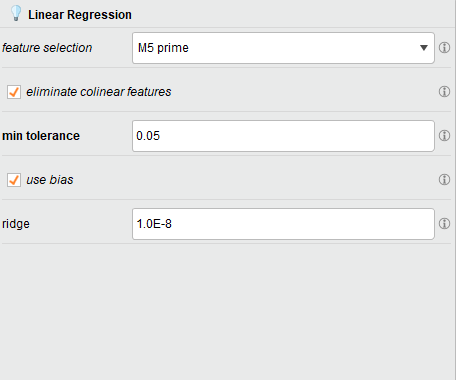 Linear Regression
feature selection M5 prime
eliminate colinear features
min tolerance 0.05
use bias
ridge 1.0E-8